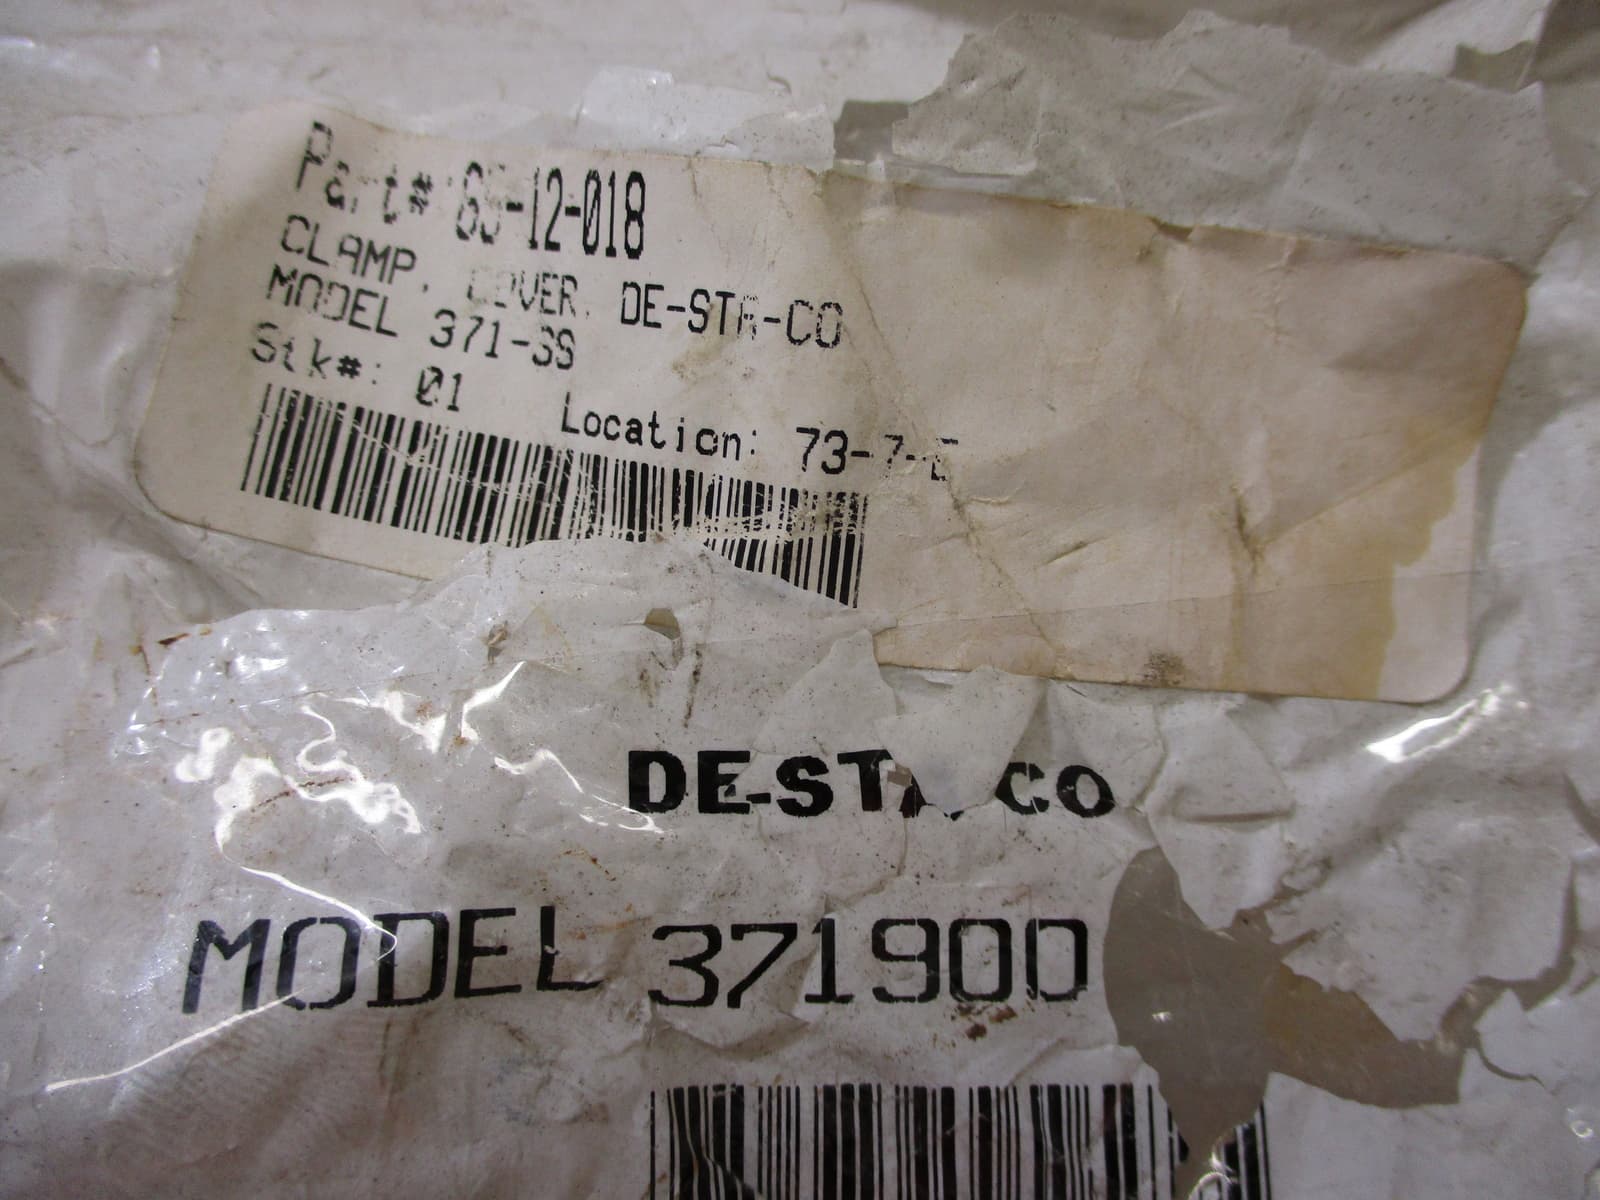 Part#: 65-12-018
CLAMP, COVER, DE-STA-CO
MODEL 371-SS
Stk#: 01 Location: 73-7-E
DE-STA-CO
MODEL 371900